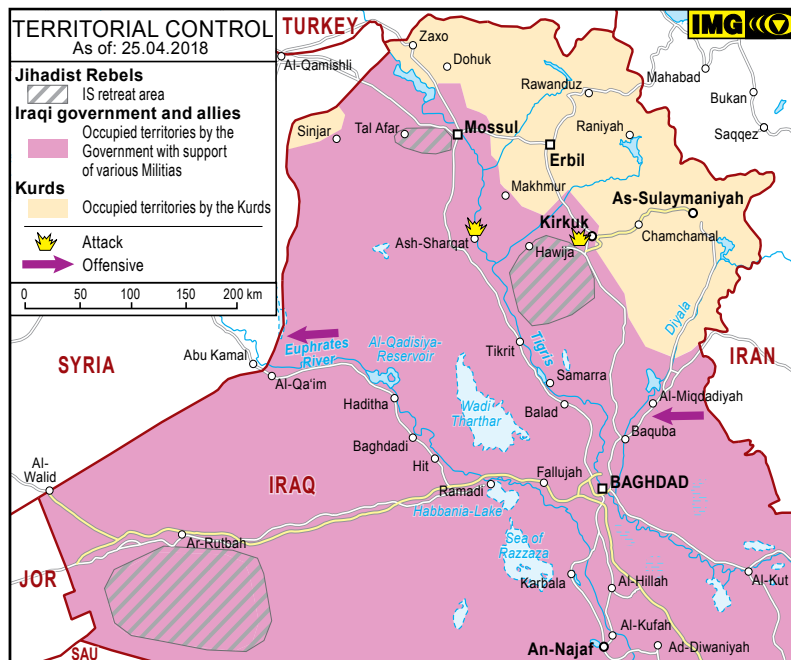 TERRITORIAL CONTROL
As of: 25.04.2018
Jihadist Rebels
IS retreat area
Iraqi government and allies
Occupied territories by the
Government with support
of various Militias
Kurds
Occupied territories by the Kurds
Attack
Offensive
0 50 100 150 200 km
IMG
TURKEY
Zaxo
Dohuk
Al-Qamishli
Rawanduz
Mahabad
Bukan
Saqqez
Sinjar
Tal Afar
Mossul
Raniyah
Erbil
Makhmur
As-Sulaymaniyah
Kirkuk
Chamchamal
Ash-Sharqat
Hawija
Diyala
SYRIA
Abu Kamal
Euphrates
River
Al-Qadisiya-
Reservoir
Tikrit
Tigris
IRAN
Al-Qa'im
Samarra
Haditha
Wadi
Tharthar
Balad
Al-Miqdadiyah
Baghdadi
Baquba
Hit
Al-
Walid
IRAQ
Ramadi
Fallujah
BAGHDAD
Habbania-Lake
Ar-Rutbah
Sea of
Razzaza
JOR
Karbala
Al-Hillah
Al-Kut
Al-Kufah
An-Najaf
Ad-Diwaniyah
SAU